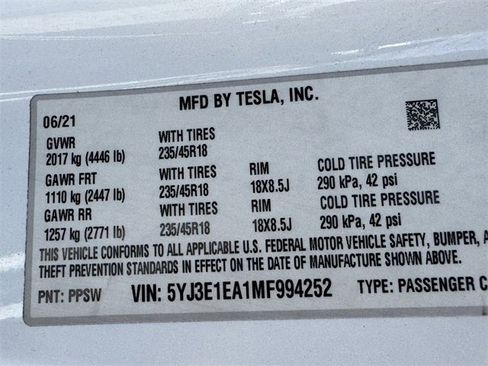 MFD BY TESLA, INC.
06/21
GVWR WITH TIRES
2017 kg (4446 lb) 235/45R18
GAWR FRT WITH TIRES RIM COLD TIRE PRESSURE
1110 kg (2447 lb) 235/45R18 18X8.5J 290 kPa, 42 psi
GAWR RR WITH TIRES RIM COLD TIRE PRESSURE
1257 kg (2771 lb) 235/45R18 18X8.5J 290 kPa, 42 psi
THIS VEHICLE CONFORMS TO ALL APPLICABLE U.S. FEDERAL MOTOR VEHICLE SAFETY, BUMPER, A
THEFT PREVENTION STANDARDS IN EFFECT ON THE DATE OF MANUFACTURE SHOWN ABOVE.
PNT: PPSW VIN: 5YJ3E1EA1MF994252 TYPE: PASSENGER C